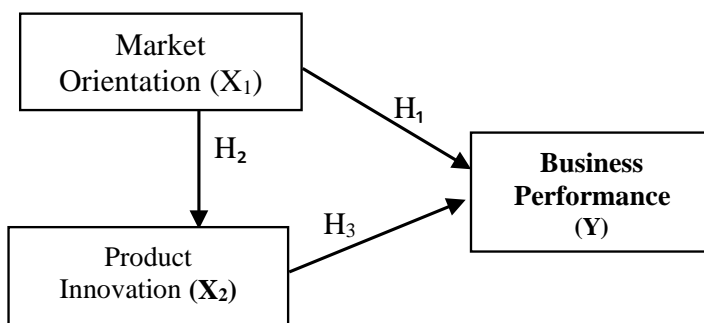 Market
Orientation (X₁)
H₁
H₂
Business
Performance
(Y)
H₃
Product
Innovation (X₂)